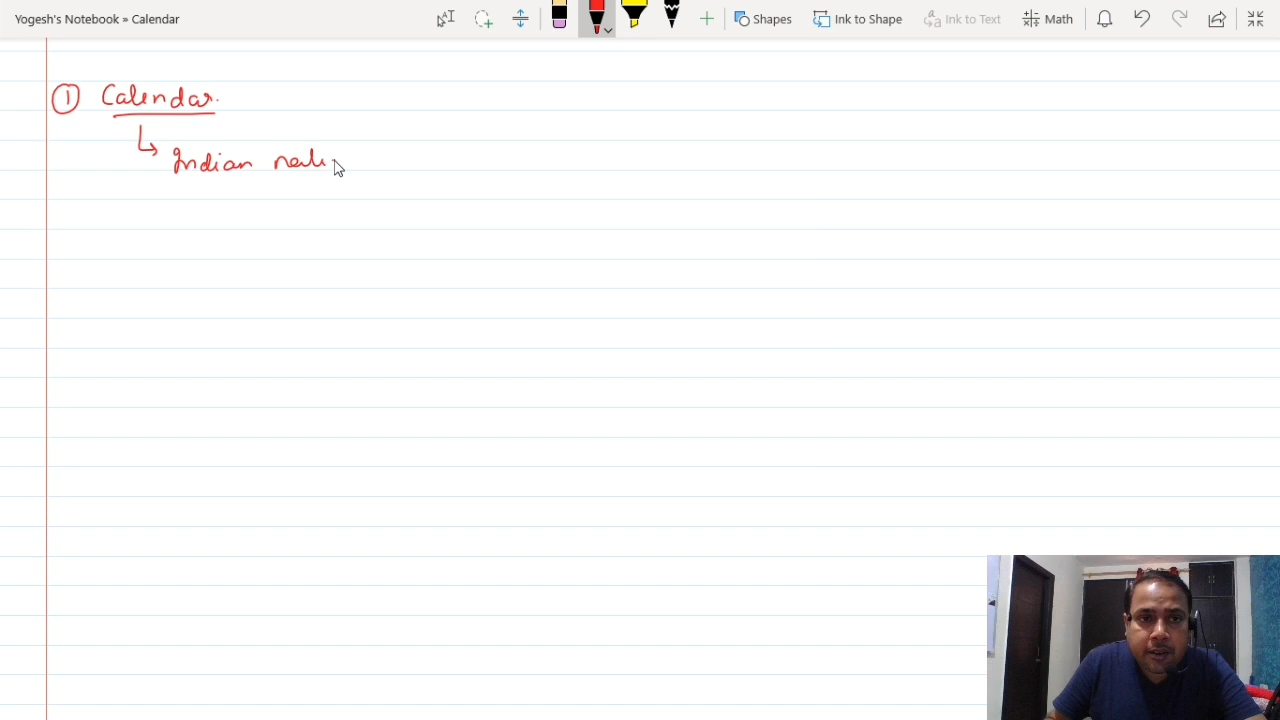 Yogesh's Notebook » Calendar
Shapes
Ink to Shape
Ink to Text
Math
① Calendar.
Indian nati